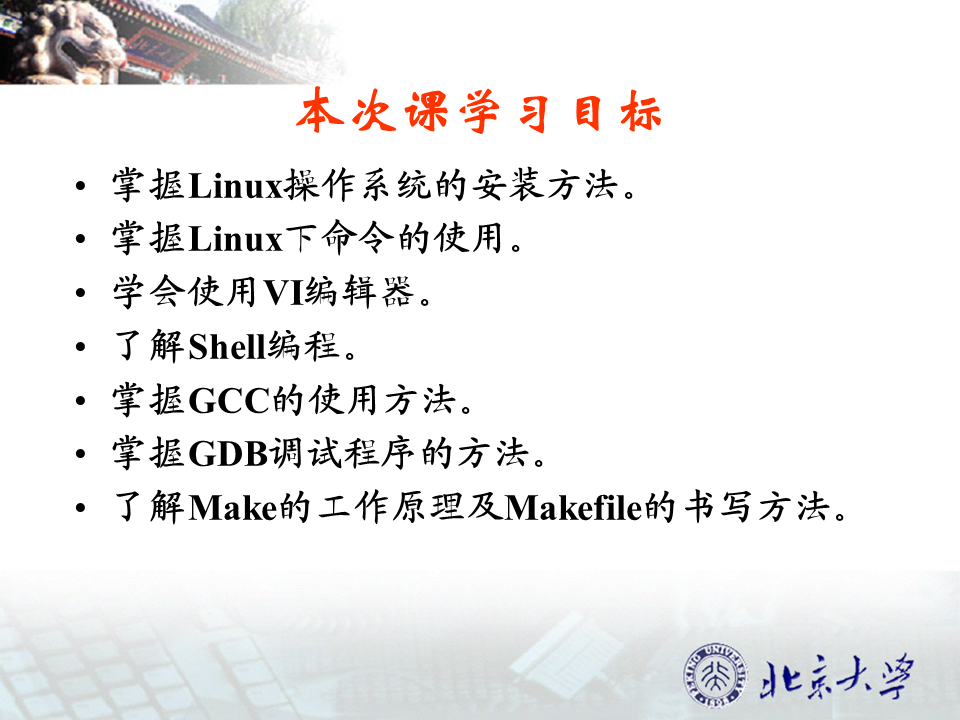 本次课学习目标
• 掌握Linux操作系统的安装方法。
• 掌握Linux下命令的使用。
• 学会使用VI编辑器。
• 了解Shell编程。
• 掌握GCC的使用方法。
• 掌握GDB调试程序的方法。
• 了解Make的工作原理及Makefile的书写方法。
PEKING UNIVERSITY
1898
北京大学